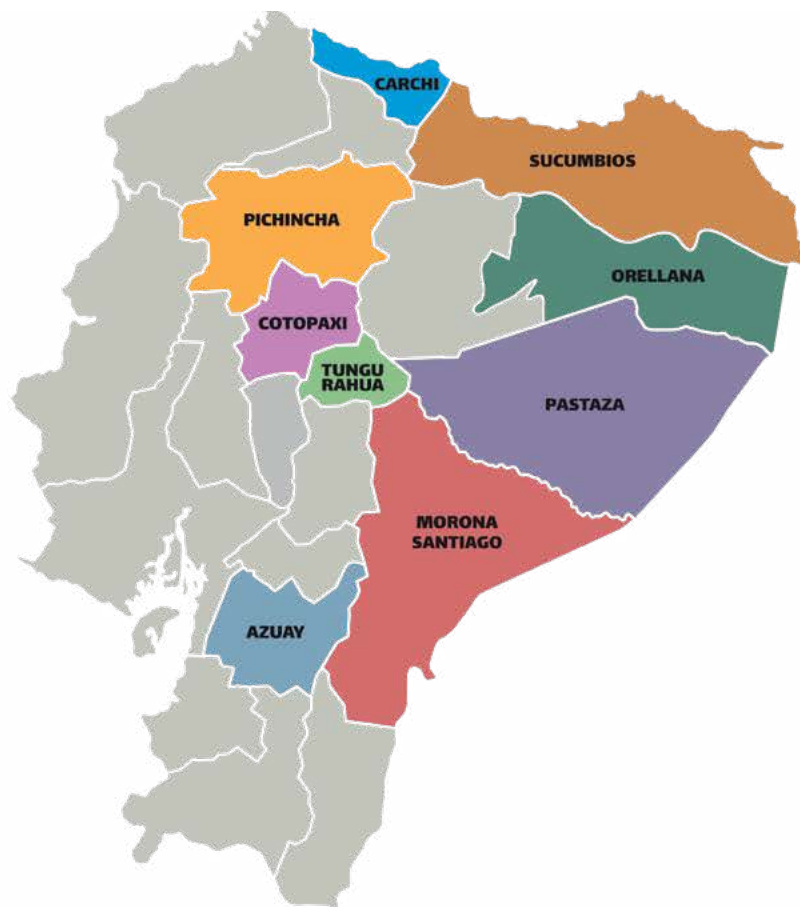 CARCHI
SUCUMBIOS
PICHINCHA
ORELLANA
COTOPAXI
TUNGU
RAHUA
PASTAZA
MORONA
SANTIAGO
AZUAY